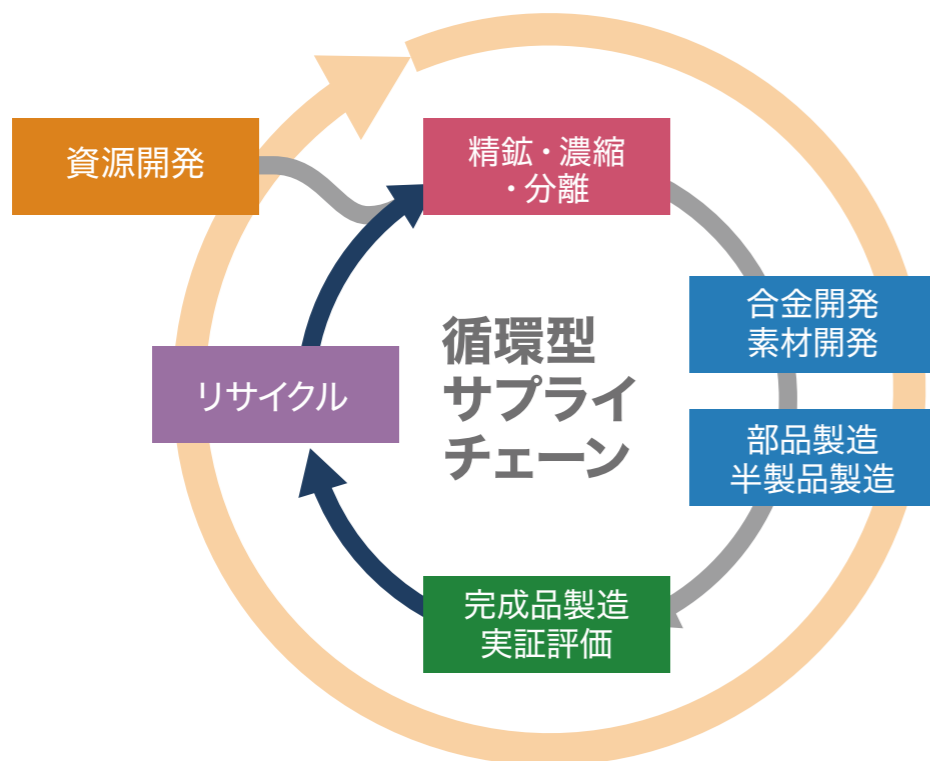 資源開発
精鉱・濃縮
・分離
合金開発
素材開発
循環型
サプライ
チェーン
リサイクル
部品製造
半製品製造
完成品製造
実証評価